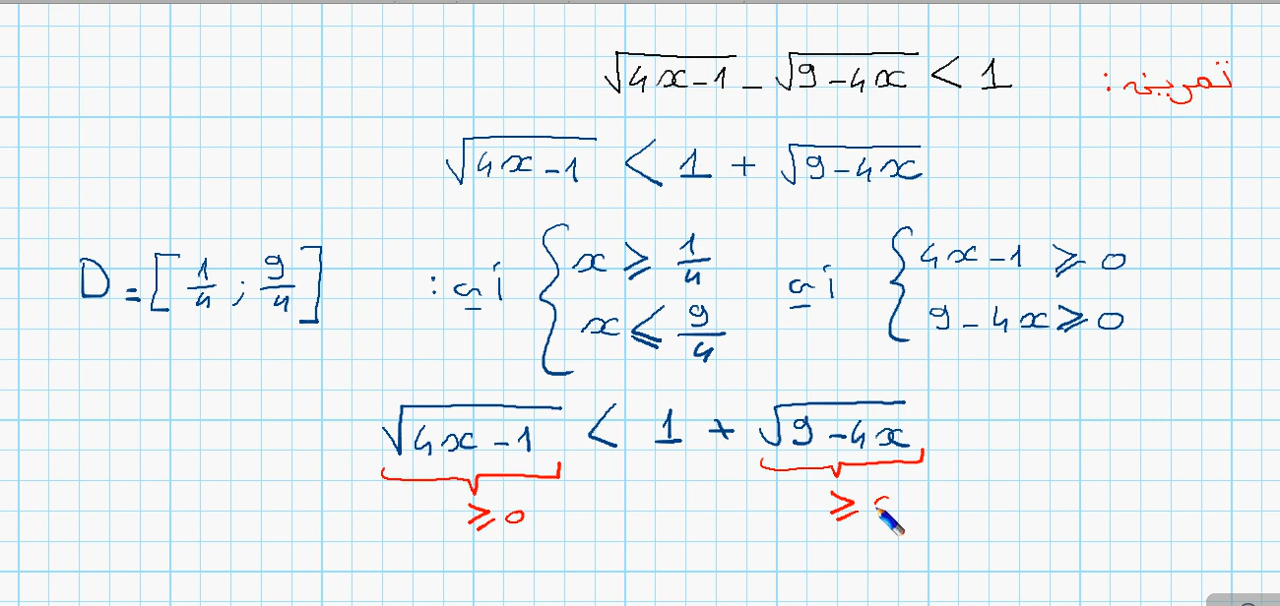 تمرين: √(4x-1) - √(9-4x) < 1
√(4x-1) < 1 + √(9-4x)
{ 4x-1 ≥ 0 ; 9-4x ≥ 0 أي { x ≥ 1/4 ; x ≤ 9/4 أي: D = [1/4 ; 9/4]
√(4x-1) < 1 + √(9-4x)
≥ 0 ≥